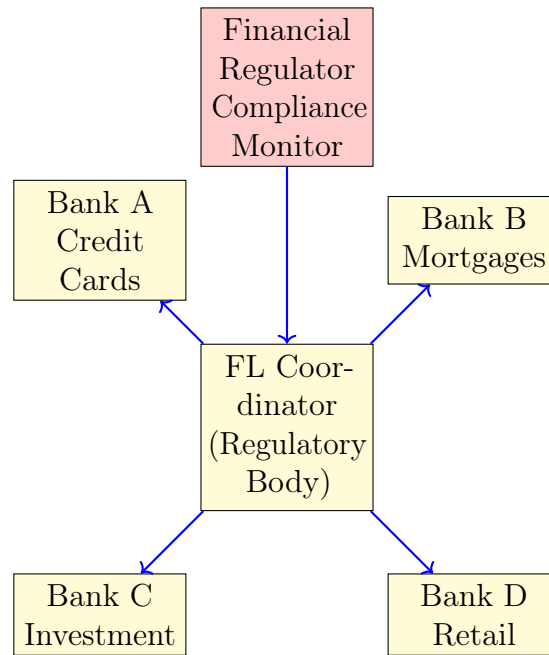 Financial
Regulator
Compliance
Monitor
Bank A
Credit
Cards
Bank B
Mortgages
FL Coor-
dinator
(Regulatory
Body)
Bank C
Investment
Bank D
Retail